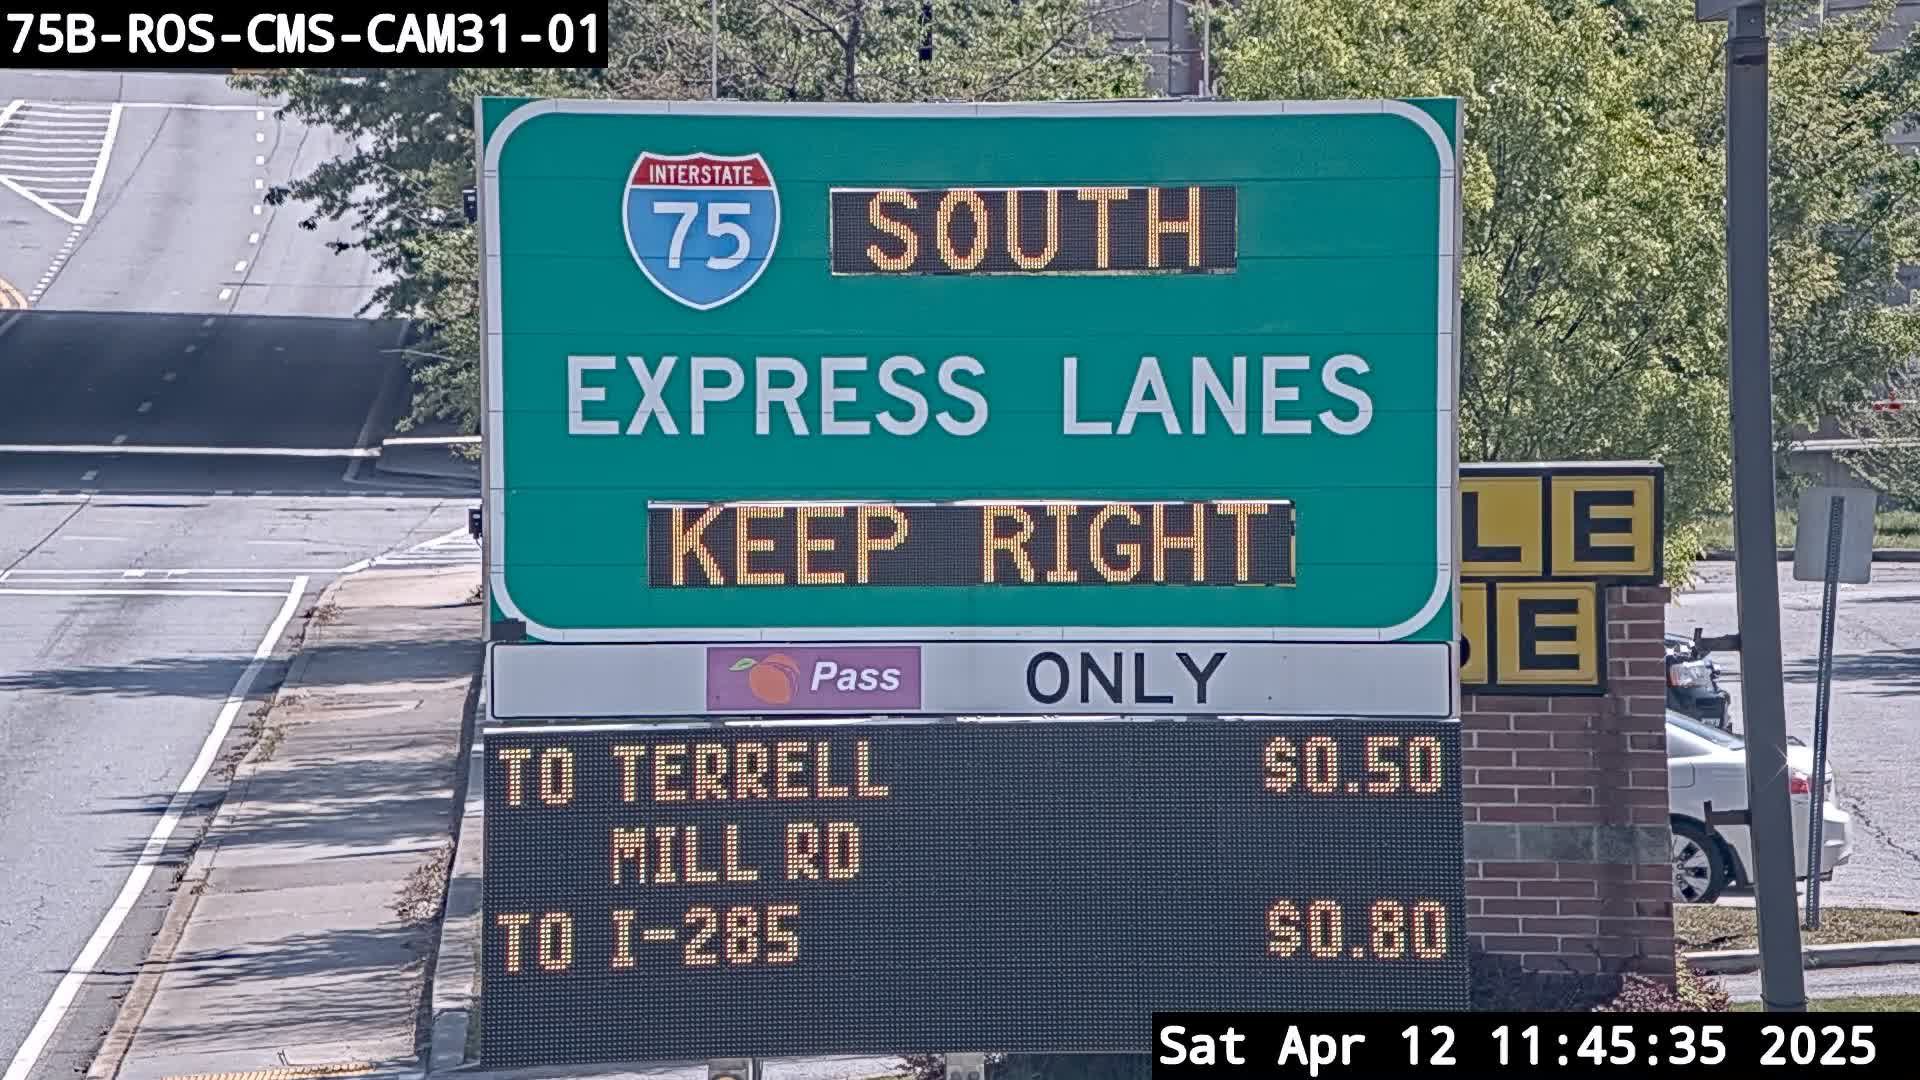 75B-ROS-CMS-CAM31-01
INTERSTATE
75
SOUTH
EXPRESS LANES
KEEP RIGHT
Pass ONLY
TO TERRELL $0.50
MILL RD
TO I-285 $0.80
LE
E
Sat Apr 12 11:45:35 2025